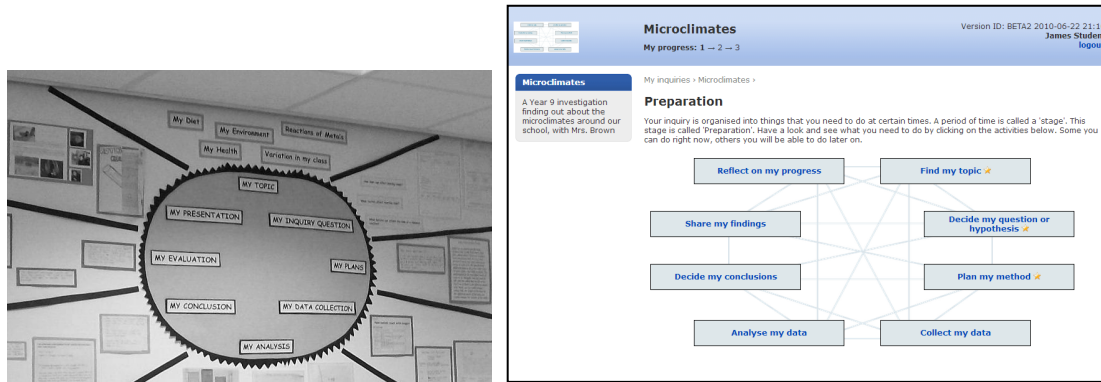 My Diet
My Environment
Reactions of Metals
My Health
Variation in my class
MY TOPIC
MY PRESENTATION
MY INQUIRY QUESTION
MY EVALUATION
MY PLANS
MY CONCLUSION
MY DATA COLLECTION
MY ANALYSIS
Microclimates
My progress: 1 → 2 → 3
Version ID: BETA2 2010-06-22 21:1
James Studen
logou
Microclimates
A Year 9 investigation
finding out about the
microclimates around our
school, with Mrs. Brown
My inquiries › Microclimates ›
Preparation
Your inquiry is organised into things that you need to do at certain times. A period of time is called a 'stage'. This
stage is called 'Preparation'. Have a look and see what you need to do by clicking on the activities below. Some you
can do right now, others you will be able to do later on.
Reflect on my progress
Find my topic
Share my findings
Decide my question or
hypothesis
Decide my conclusions
Plan my method
Analyse my data
Collect my data